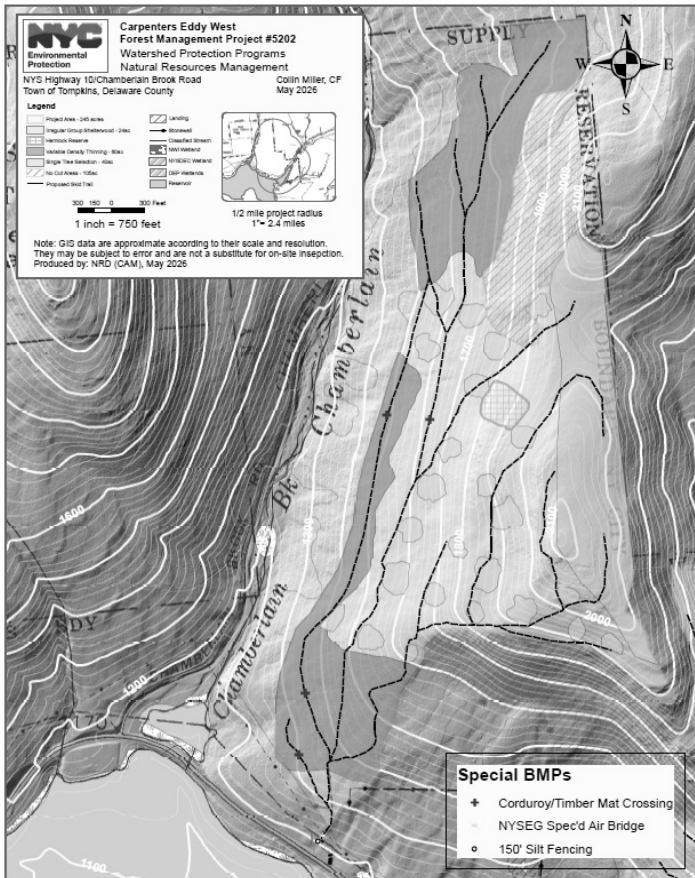 NYC
Environmental
Protection
Carpenters Eddy West
Forest Management Project #5202
Watershed Protection Programs
Natural Resources Management
NYS Highway 10/Chamberlain Brook Road
Town of Tompkins, Delaware County
Collin Miller, CF
May 2026
Legend
Project Area - 245 acres
Irregular Group Shelterwood - 24ac
Hemlock Reserve
Variable Density Thinning - 60ac
Single Tree Selection - 40ac
No Cut Areas - 105ac
Proposed Skid Trail
Landing
Stonewall
Classified Stream
NWI Wetland
NYSDEC Wetland
DEP Wetlands
Reservoir
300 150 0 300 Feet
1 inch = 750 feet
1/2 mile project radius
1"= 2.4 miles
Note: GIS data are approximate according to their scale and resolution.
They may be subject to error and are not a substitute for on-site insepction.
Produced by: NRD (CAM), May 2026
SUPPLY
N
W E
S
RESERVATION
BOUNDARY
Chamberlain
Bk
Chamberlain
1900
2000
1700
1600
1200
1800
2100
2000
1200
1100
Special BMPs
Corduroy/Timber Mat Crossing
NYSEG Spec'd Air Bridge
150' Silt Fencing